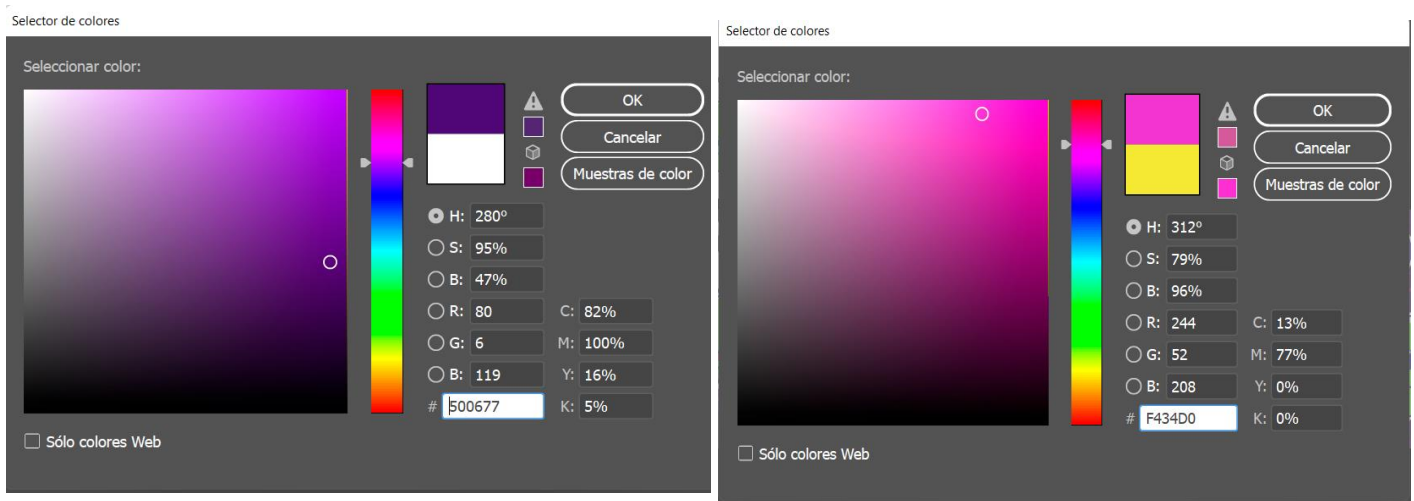 Selector de colores
Seleccionar color:
OK
Cancelar
Muestras de color
H: 280º
S: 95%
B: 47%
R: 80 C: 82%
G: 6 M: 100%
B: 119 Y: 16%
# 500677 K: 5%
Sólo colores Web
Selector de colores
Seleccionar color:
OK
Cancelar
Muestras de color
H: 312º
S: 79%
B: 96%
R: 244 C: 13%
G: 52 M: 77%
B: 208 Y: 0%
# F434D0 K: 0%
Sólo colores Web